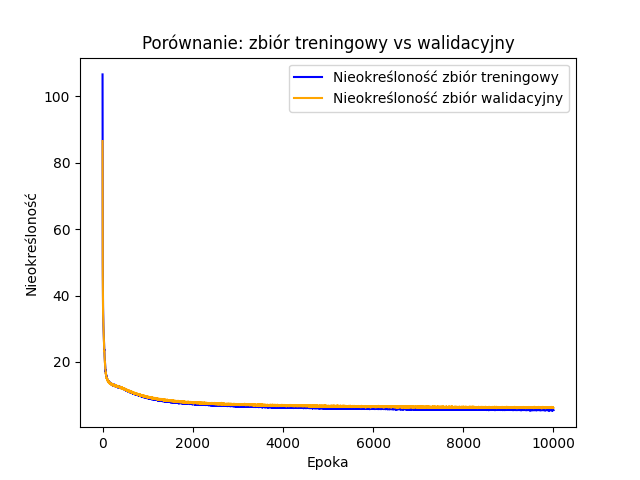 Porównanie: zbiór treningowy vs walidacyjny
Nieokreśloność zbiór treningowy
Nieokreśloność zbiór walidacyjny
Nieokreśloność
100
80
60
40
20
0
2000
4000
6000
8000
10000
Epoka